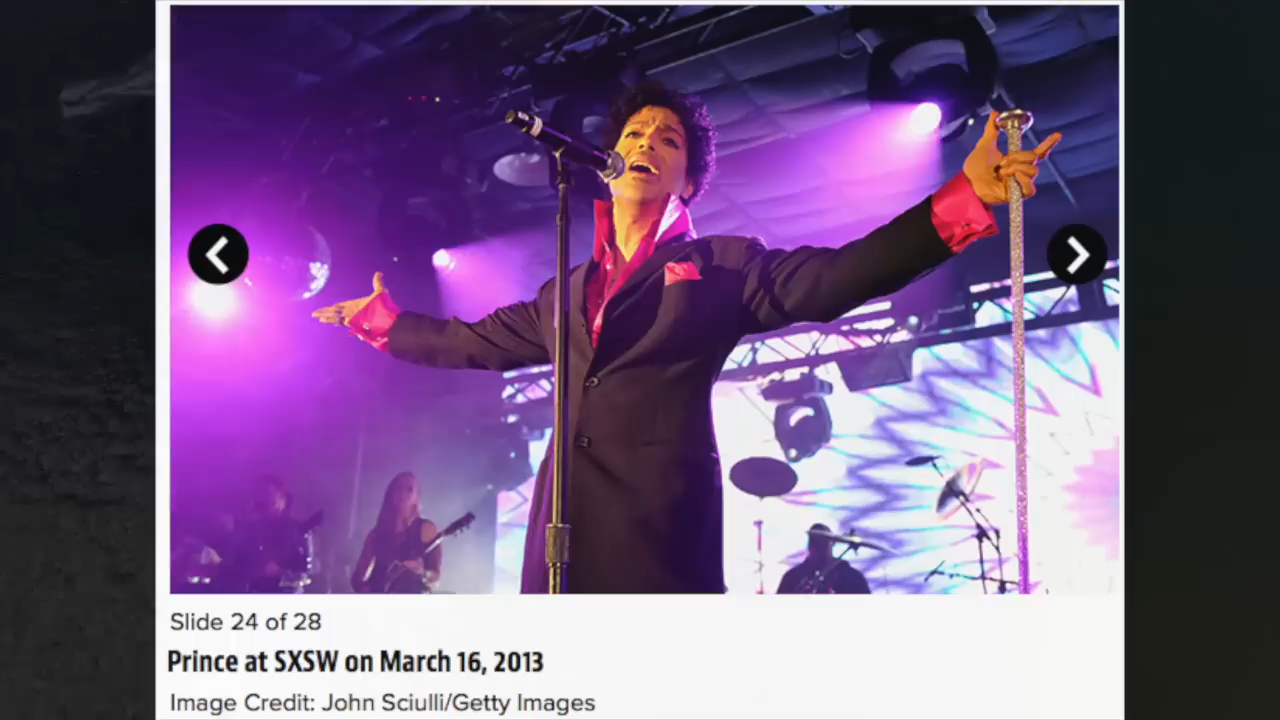 Slide 24 of 28
Prince at SXSW on March 16, 2013
Image Credit: John Sciulli/Getty Images